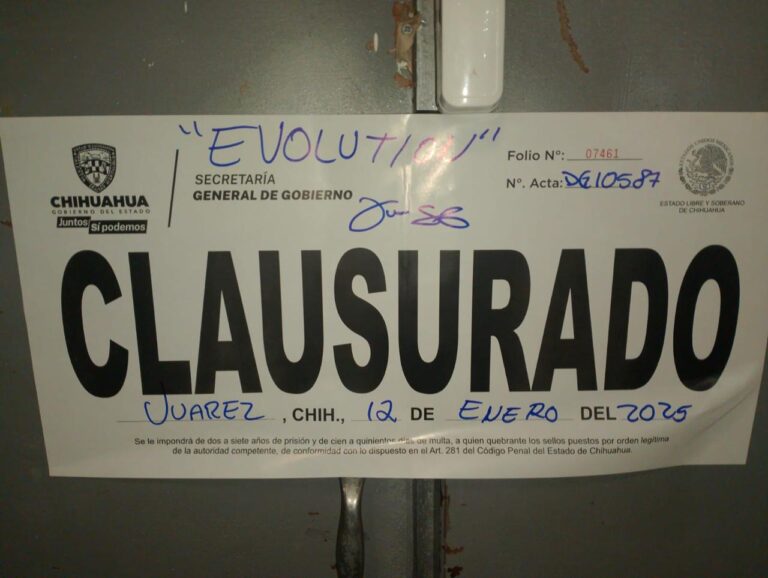 "EVOLUTION"
CHIHUAHUA
GOBIERNO DEL ESTADO
Juntos Sí podemos
SECRETARÍA
GENERAL DE GOBIERNO
Folio Nº: 07461
Nº. Acta: DG10587
ESTADO LIBRE Y SOBERANO
DE CHIHUAHUA
CLAUSURADO
JUAREZ, CHIH., 12 DE ENERO DEL 2025
Se le impondrá de dos a siete años de prisión y de cien a quinientos días de multa, a quien quebrante los sellos puestos por orden legítima
de la autoridad competente, de conformidad con lo dispuesto en el Art. 281 del Código Penal del Estado de Chihuahua.